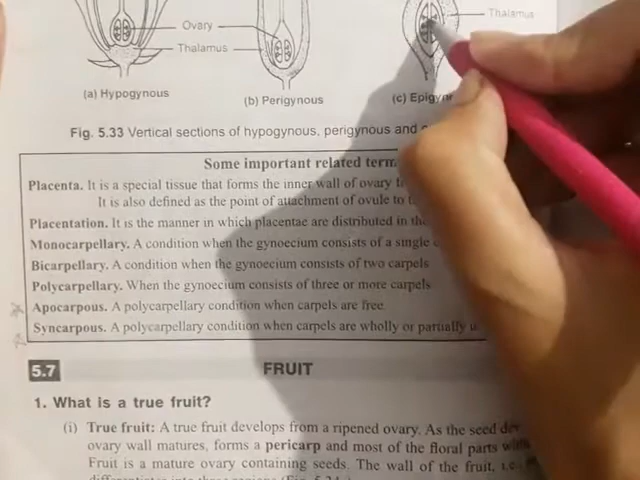 Thalamus
Ovary
Thalamus
(a) Hypogynous
(b) Perigynous
(c)
Fig. 5.33 Vertical sections of hypogynous, perigynous and
Some important related
Placenta. It is a special tissue that forms the inner wall of ovary
It is also defined as the point of attachment of ovule to
Placentation. It is the manner in which placentae are distributed in the
Monocarpellary. A condition when the gynoecium consists of a single
Bicarpellary. A condition when the gynoecium consists of two carpels
Polycarpellary. When the gynoecium consists of three or more carpels
Apocarpous. A polycarpellary condition when carpels are free.
Syncarpous. A polycarpellary condition when carpels are wholly or partially
5.7 FRUIT
1. What is a true fruit?
(i) True fruit: A true fruit develops from a ripened ovary. As the seed
ovary wall matures, forms a pericarp and most of the floral parts
Fruit is a mature ovary containing seeds. The wall of the fruit, i.e.